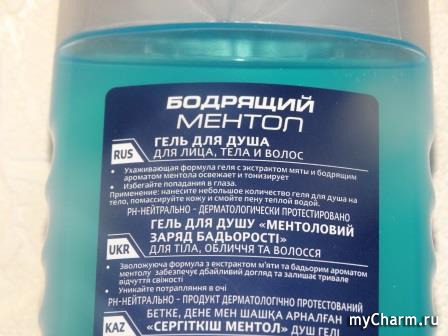 БОДРЯЩИЙ
МЕНТОЛ
RUS
ГЕЛЬ ДЛЯ ДУША
ДЛЯ ЛИЦА, ТЕЛА И ВОЛОС
• Ухаживающая формула геля с экстрактом мяты и бодрящим
ароматом ментола освежает и тонизирует
• Избегайте попадания в глаза.
Применение: нанесите небольшое количество геля для душа на
тело, помассируйте кожу и смойте пену теплой водой.
PH-НЕЙТРАЛЬНО - ДЕРМАТОЛОГИЧЕСКИ ПРОТЕСТИРОВАНО
UKR
ГЕЛЬ ДЛЯ ДУШУ «МЕНТОЛОВИЙ
ЗАРЯД БАДЬОРОСТІ»
ДЛЯ ТІЛА, ОБЛИЧЧЯ ТА ВОЛОССЯ
• Зволожуюча формула з екстрактом м'яти та бадьорим ароматом
ментолу забезпечує дбайливий догляд та залишає тривале
відчуття свіжості
• Уникайте потрапляння в очі
PH-НЕЙТРАЛЬНО - ПРОДУКТ ДЕРМАТОЛОГІЧНО ПРОТЕСТОВАНИЙ
KAZ
БЕТКЕ, ДЕНЕ МЕН ШАШҚА АРНАЛҒАН
«СЕРГІТКІШ МЕНТОЛ» ДУШ ГЕЛІ
myCharm.ru